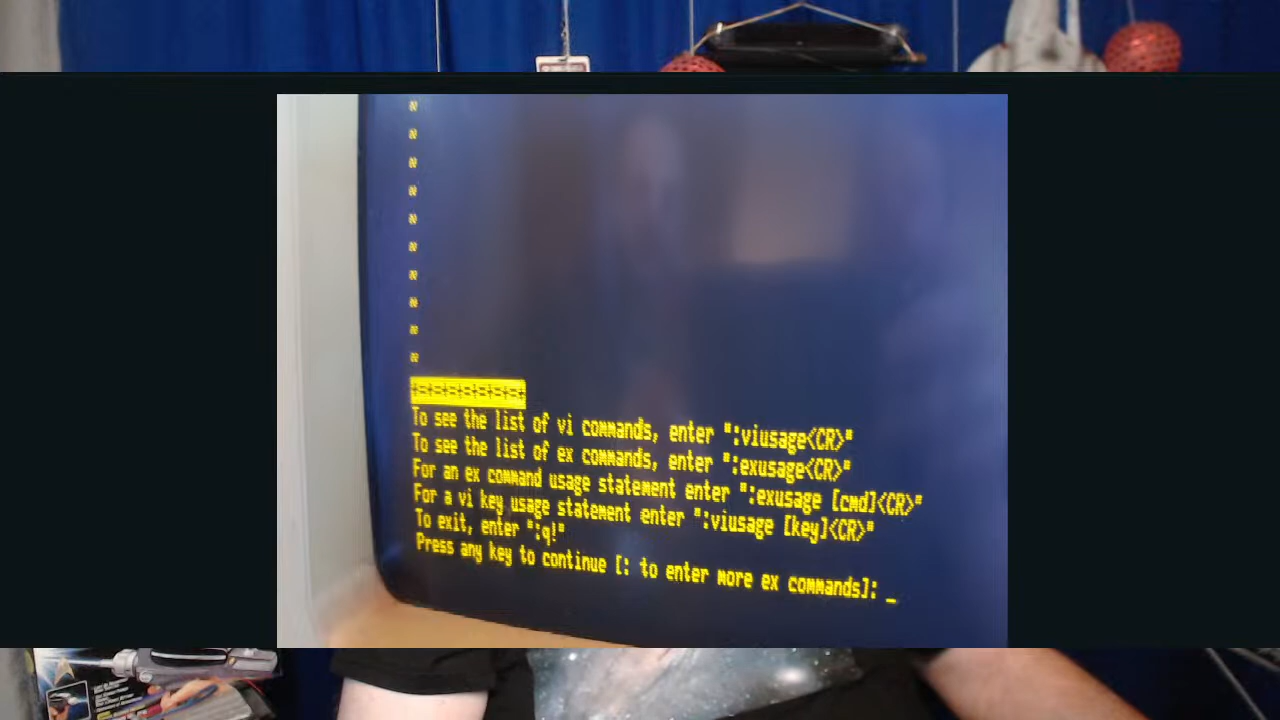 ~
~
~
~
~
~
~
~
~
~
+=+=+=+=+=+=+=+
To see the list of vi commands, enter ":viusage<CR>"
To see the list of ex commands, enter ":exusage<CR>"
For an ex command usage statement enter ":exusage [cmd]<CR>"
For a vi key usage statement enter ":viusage [key]<CR>"
To exit, enter ":q!"
Press any key to continue [: to enter more ex commands]: _